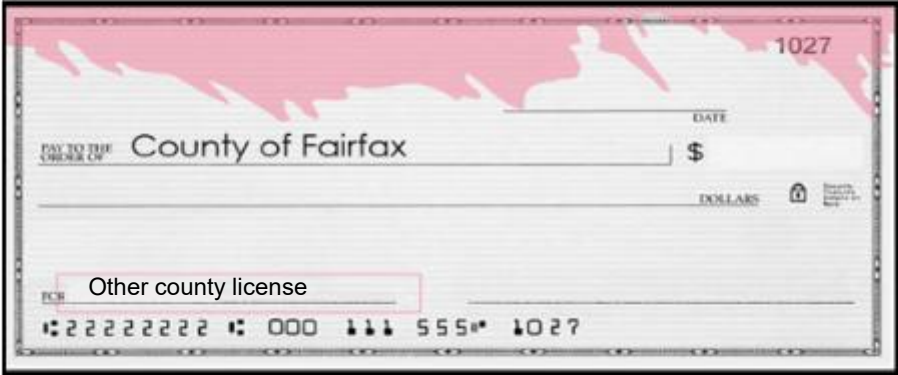 1027
DATE
PAY TO THE
ORDER OF County of Fairfax $
DOLLARS
FOR Other county license
⑆22222222⑆ 000 111 555⑈ 1027